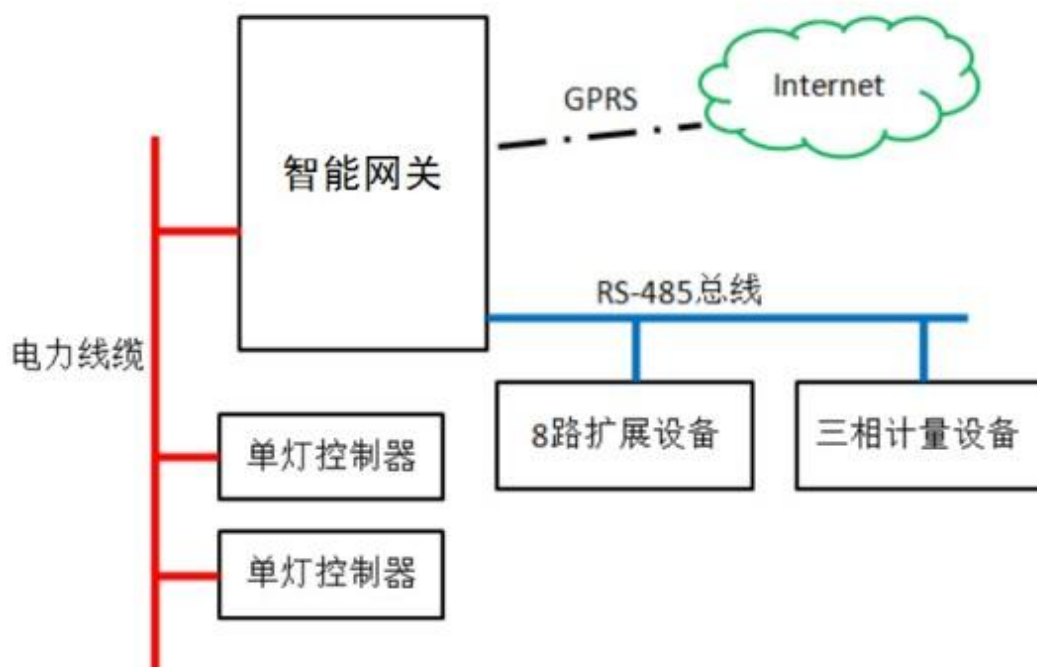 Internet
GPRS
智能网关
RS-485总线
电力线缆
8路扩展设备
三相计量设备
单灯控制器
单灯控制器